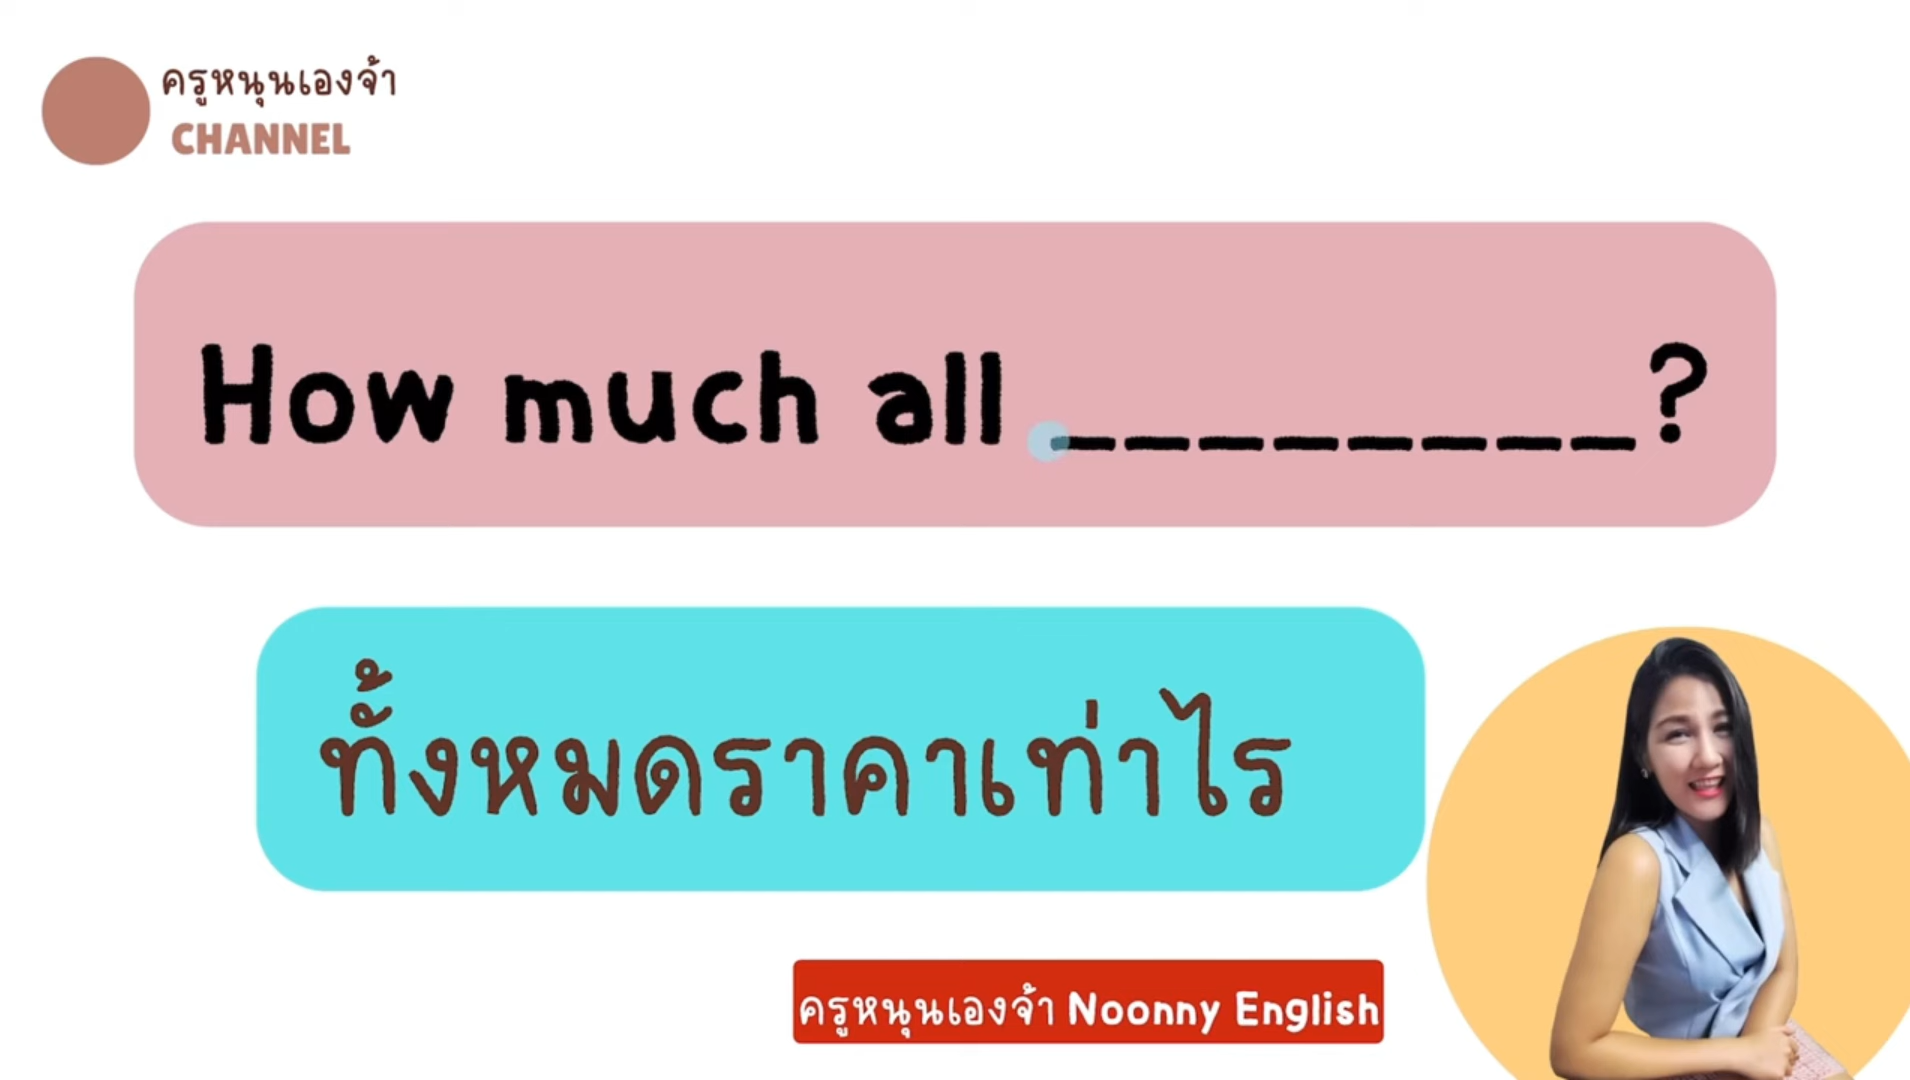 ครูหนุนเองจ้า
CHANNEL
How much all ________?
ทั้งหมดราคาเท่าไร
ครูหนุนเองจ้า Noonny English